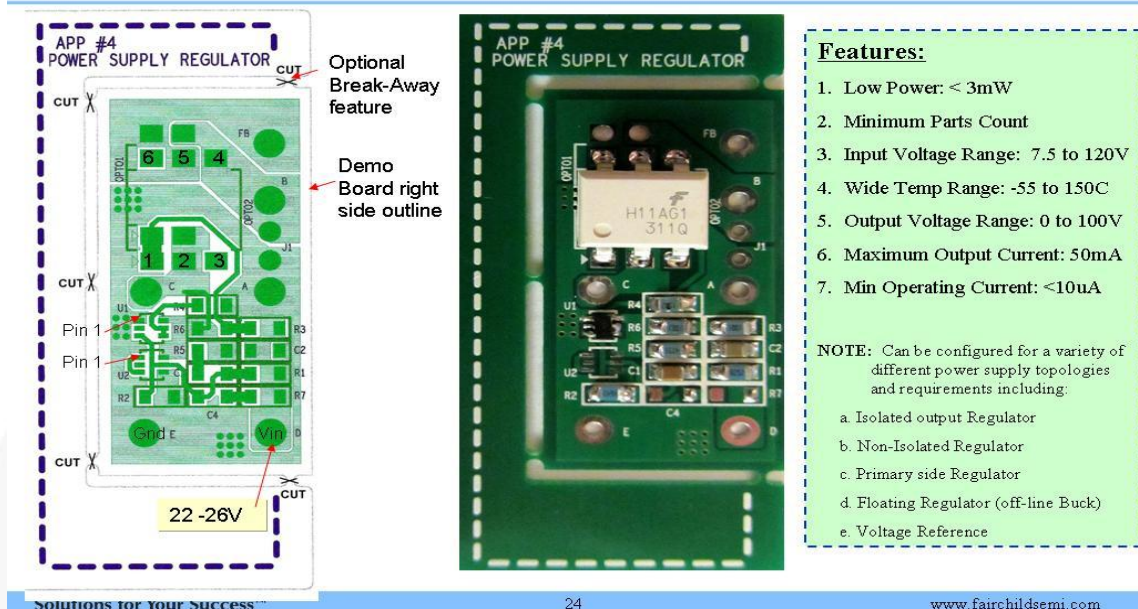 APP #4
POWER SUPPLY REGULATOR
CUT
CUT
Optional
Break-Away
feature
FB
6 5 4
OPTO1
B
OPTO2
Demo
Board right
side outline
J1
1 2 3
CUT
C
A
U1
R4
Pin 1
R6
R3
R5
C2
Pin 1
U2
C1
R1
R2
R7
C4
Gnd E
Vin D
CUT
CUT
22 -26V
APP #4
POWER SUPPLY REGULATOR
FB
OPTO1
B
OPTO2
H11AG1
311Q
J1
C
A
U1
R4
R6
R3
R5
C2
U2
C1
R1
R2
R7
C4
E
D
Features:
1. Low Power: < 3mW
2. Minimum Parts Count
3. Input Voltage Range: 7.5 to 120V
4. Wide Temp Range: -55 to 150C
5. Output Voltage Range: 0 to 100V
6. Maximum Output Current: 50mA
7. Min Operating Current: <10uA
NOTE: Can be configured for a variety of
different power supply topologies
and requirements including:
a. Isolated output Regulator
b. Non-Isolated Regulator
c. Primary side Regulator
d. Floating Regulator (off-line Buck)
e. Voltage Reference
Solutions for Your Success™
24
www.fairchildsemi.com